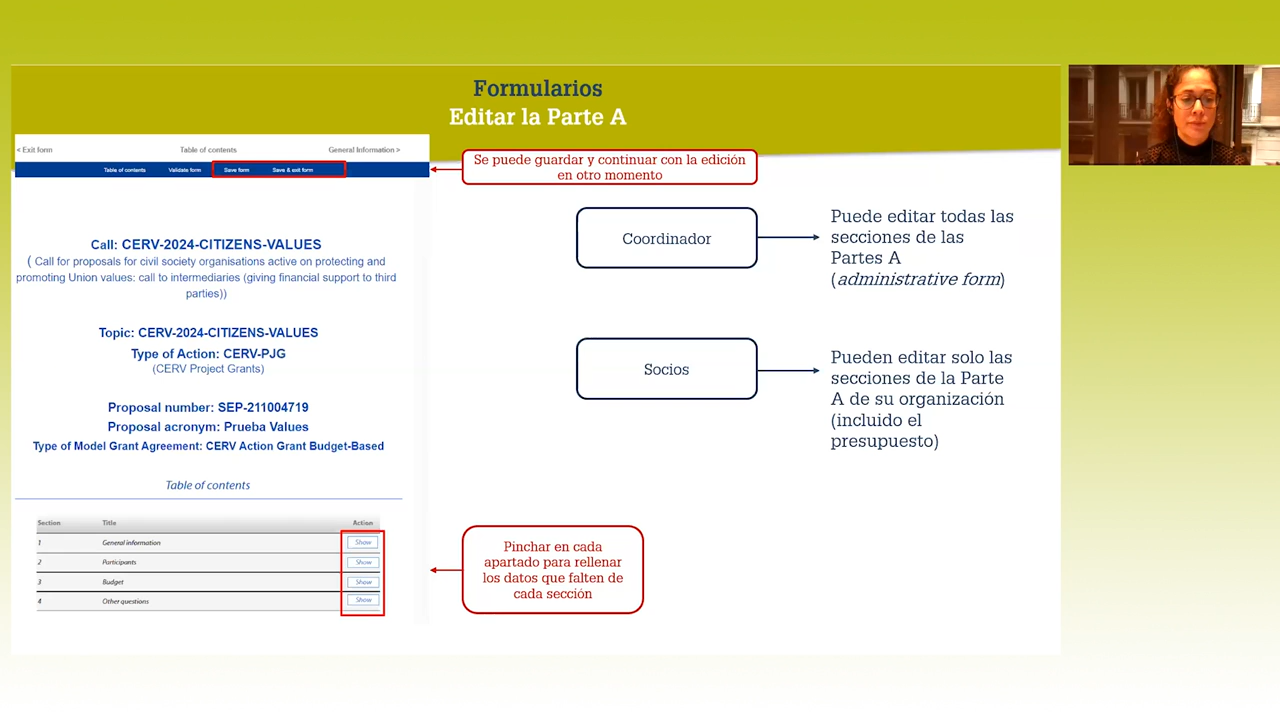 Formularios
Editar la Parte A
< Exit form
Table of contents
General Information >
Table of contents
Validate form
Save form
Save & exit form
Se puede guardar y continuar con la edición
en otro momento
Call: CERV-2024-CITIZENS-VALUES
( Call for proposals for civil society organisations active on protecting and
promoting Union values: call to intermediaries (giving financial support to third
parties))
Topic: CERV-2024-CITIZENS-VALUES
Type of Action: CERV-PJG
(CERV Project Grants)
Proposal number: SEP-211004719
Proposal acronym: Prueba Values
Type of Model Grant Agreement: CERV Action Grant Budget-Based
Table of contents
Section Title Action
1 General information Show
2 Participants Show
3 Budget Show
4 Other questions Show
Coordinador
Puede editar todas las
secciones de las
Partes A
(administrative form)
Socios
Pueden editar solo las
secciones de la Parte
A de su organización
(incluido el
presupuesto)
Pinchar en cada
apartado para rellenar
los datos que falten de
cada sección